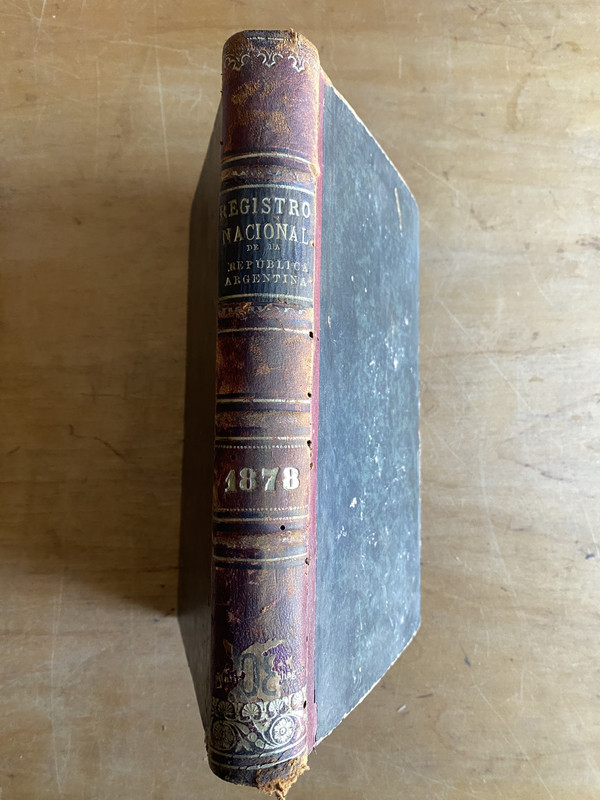 REGISTRO
NACIONAL
DE LA
REPÚBLICA
ARGENTINA
1878